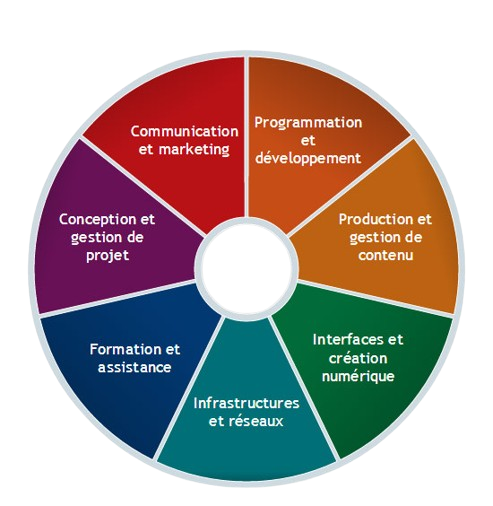 Communication
et marketing
Programmation
et
développement
Production et
gestion de
contenu
Interfaces et
création
numérique
Infrastructures
et réseaux
Formation et
assistance
Conception et
gestion de
projet